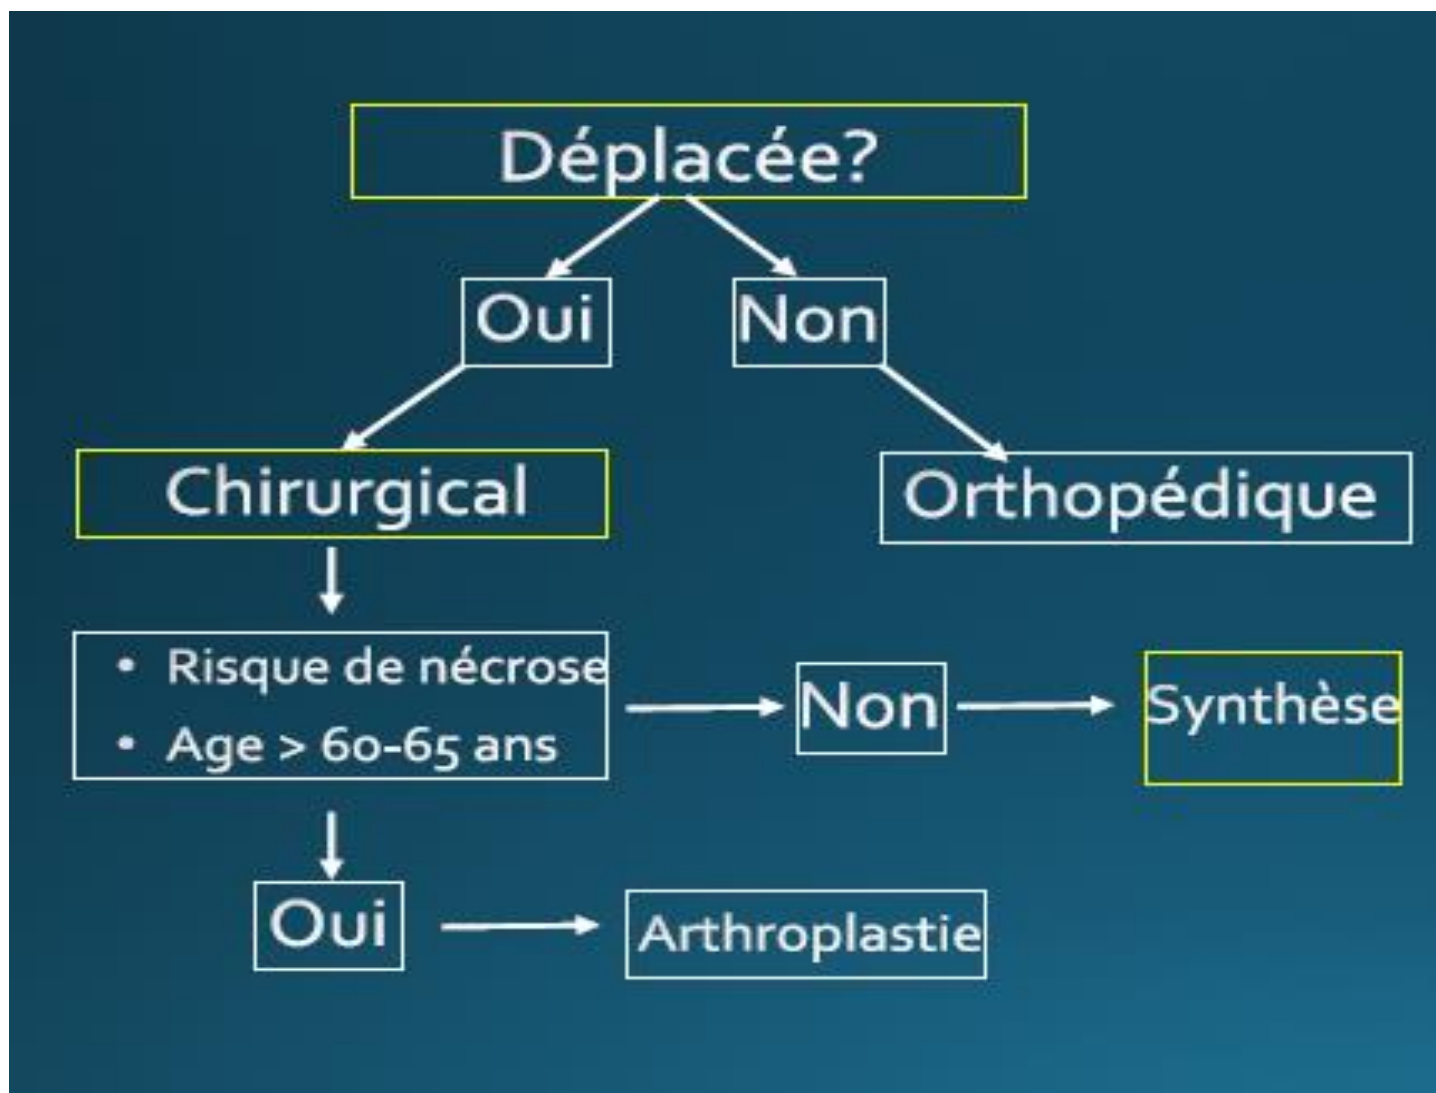 Déplacée?
Oui
Non
Chirurgical
Orthopédique
• Risque de nécrose
• Age > 60-65 ans
Non
Synthèse
Oui
Arthroplastie